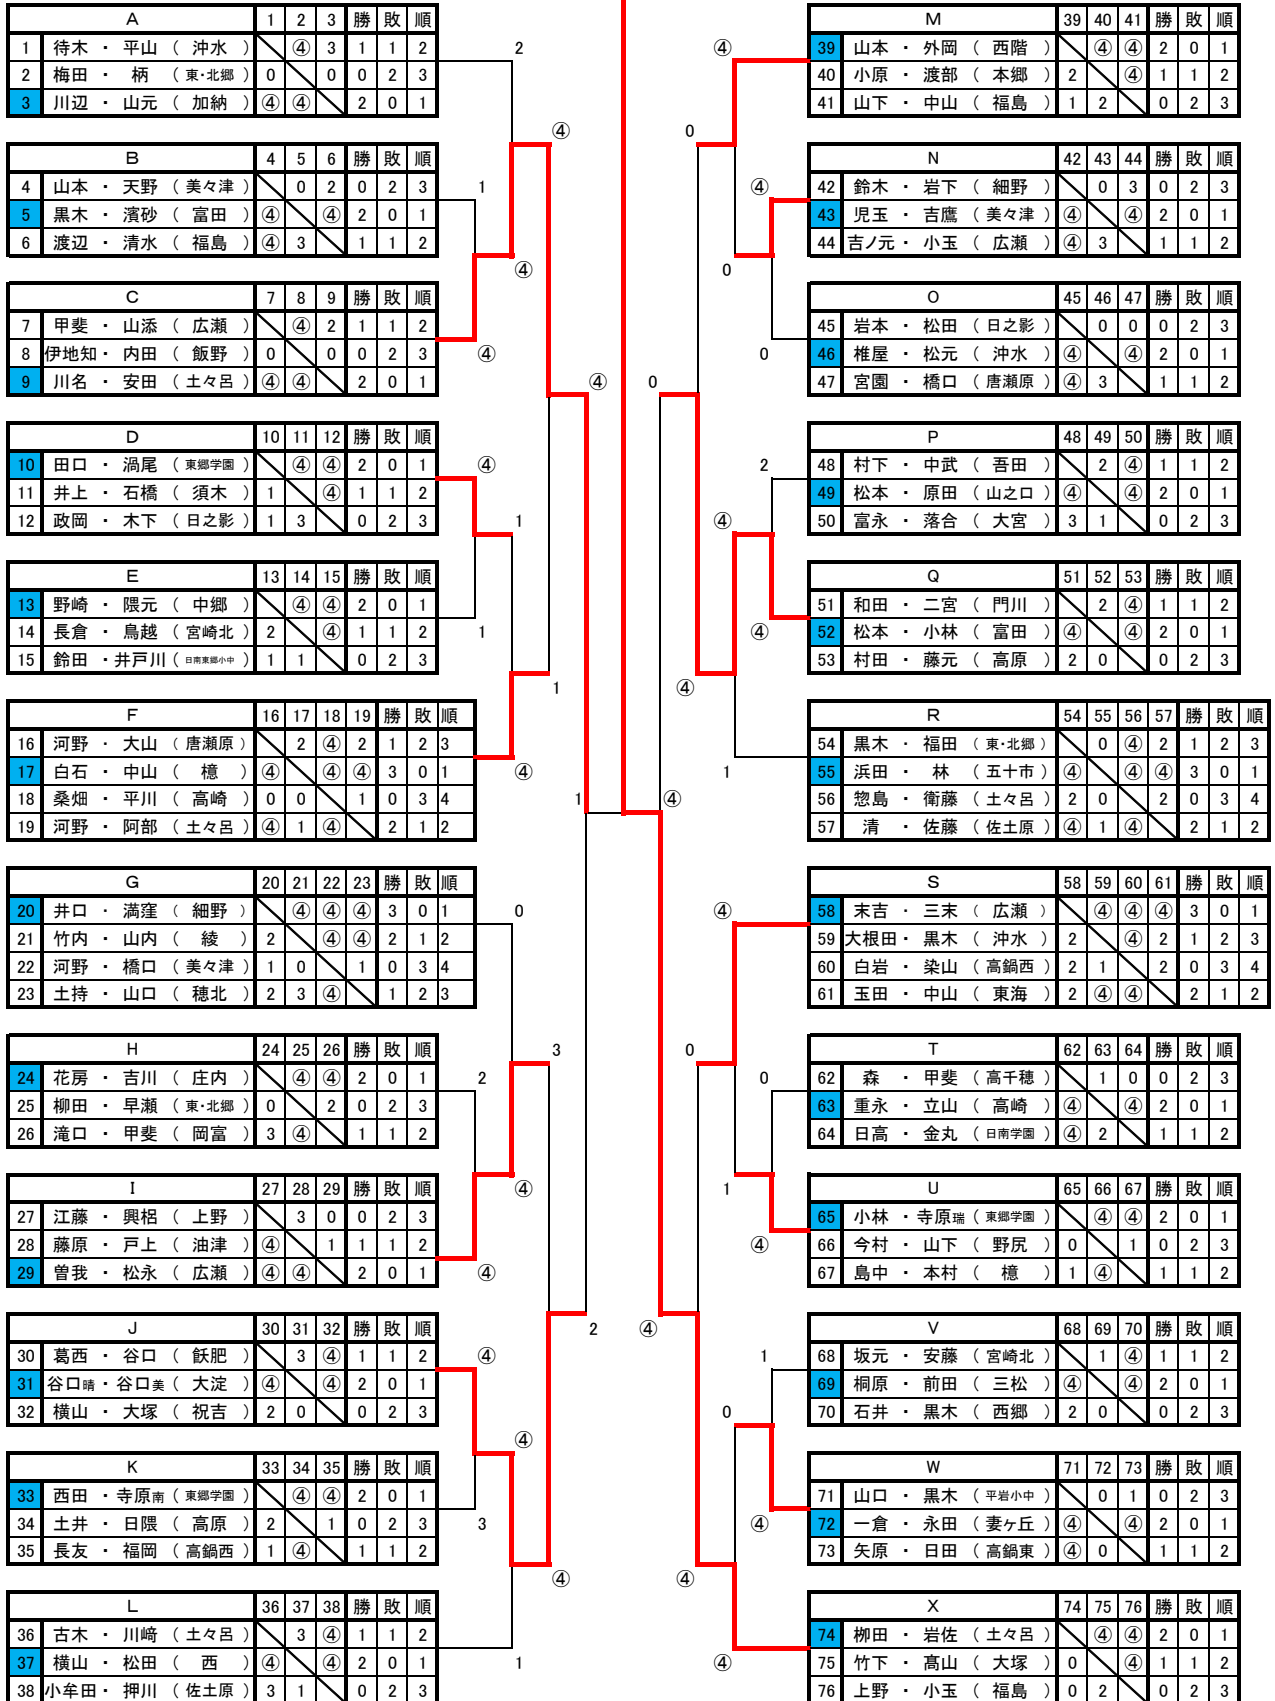 A 1 2 3 勝 敗 順
1 待木 ・ 平山 ( 沖水 ) ④ 3 1 1 2
2 梅田 ・ 柄 ( 東・北郷 ) 0 0 0 2 3
3 川辺 ・ 山元 ( 加納 ) ④ ④ 2 0 1
2
④
B 4 5 6 勝 敗 順
4 山本 ・ 天野 ( 美々津 ) 0 2 0 2 3
5 黒木 ・ 濱砂 ( 富田 ) ④ ④ 2 0 1
6 渡辺 ・ 清水 ( 福島 ) ④ 3 1 1 2
1
④
C 7 8 9 勝 敗 順
7 甲斐 ・ 山添 ( 広瀬 ) ④ 2 1 1 2
8 伊地知・ 内田 ( 飯野 ) 0 0 0 2 3
9 川名 ・ 安田 ( 土々呂 ) ④ ④ 2 0 1
④
④
D 10 11 12 勝 敗 順
10 田口 ・ 渦尾 ( 東郷学園 ) ④ ④ 2 0 1
11 井上 ・ 石橋 ( 須木 ) 1 ④ 1 1 2
12 政岡 ・ 木下 ( 日之影 ) 1 3 0 2 3
④
1
E 13 14 15 勝 敗 順
13 野崎 ・ 隈元 ( 中郷 ) ④ ④ 2 0 1
14 長倉 ・ 鳥越 ( 宮崎北 ) 2 ④ 1 1 2
15 鈴田 ・井戸川 ( 日南東郷小中 ) 1 1 0 2 3
1
1
F 16 17 18 19 勝 敗 順
16 河野 ・ 大山 ( 唐瀬原 ) 2 ④ 2 1 2 3
17 白石 ・ 中山 ( 檍 ) ④ ④ ④ 3 0 1
18 桑畑 ・ 平川 ( 高崎 ) 0 0 1 0 3 4
19 河野 ・ 阿部 ( 土々呂 ) ④ 1 ④ 2 1 2
④
1
G 20 21 22 23 勝 敗 順
20 井口 ・ 満窪 ( 細野 ) ④ ④ ④ 3 0 1
21 竹内 ・ 山内 ( 綾 ) 2 ④ ④ 2 1 2
22 河野 ・ 橋口 ( 美々津 ) 1 0 1 0 3 4
23 土持 ・ 山口 ( 穂北 ) 2 3 ④ 1 2 3
0
3
H 24 25 26 勝 敗 順
24 花房 ・ 吉川 ( 庄内 ) ④ ④ 2 0 1
25 柳田 ・ 早瀬 ( 東・北郷 ) 0 2 0 2 3
26 滝口 ・ 甲斐 ( 岡富 ) 3 ④ 1 1 2
2
④
I 27 28 29 勝 敗 順
27 江藤 ・ 興梠 ( 上野 ) 3 0 0 2 3
28 藤原 ・ 戸上 ( 油津 ) ④ 1 1 1 2
29 曽我 ・ 松永 ( 広瀬 ) ④ ④ 2 0 1
④
2
J 30 31 32 勝 敗 順
30 葛西 ・ 谷口 ( 飫肥 ) 3 ④ 1 1 2
31 谷口晴 ・ 谷口美 ( 大淀 ) ④ ④ 2 0 1
32 横山 ・ 大塚 ( 祝吉 ) 2 0 0 2 3
④
④
K 33 34 35 勝 敗 順
33 西田 ・ 寺原南 ( 東郷学園 ) ④ ④ 2 0 1
34 土井 ・ 日隈 ( 高原 ) 2 1 0 2 3
35 長友 ・ 福岡 ( 高鍋西 ) 1 ④ 1 1 2
3
④
L 36 37 38 勝 敗 順
36 古木 ・ 川﨑 ( 土々呂 ) 3 ④ 1 1 2
37 横山 ・ 松田 ( 西 ) ④ ④ 2 0 1
38 小牟田・ 押川 ( 佐土原 ) 3 1 0 2 3
1
M 39 40 41 勝 敗 順
39 山本 ・ 外岡 ( 西階 ) ④ ④ 2 0 1
40 小原 ・ 渡部 ( 本郷 ) 2 ④ 1 1 2
41 山下 ・ 中山 ( 福島 ) 1 2 0 2 3
④
0
N 42 43 44 勝 敗 順
42 鈴木 ・ 岩下 ( 細野 ) 0 3 0 2 3
43 児玉 ・ 吉鷹 ( 美々津 ) ④ ④ 2 0 1
44 吉ノ元・ 小玉 ( 広瀬 ) ④ 3 1 1 2
④
0
O 45 46 47 勝 敗 順
45 岩本 ・ 松田 ( 日之影 ) 0 0 0 2 3
46 椎屋 ・ 松元 ( 沖水 ) ④ ④ 2 0 1
47 宮園 ・ 橋口 ( 唐瀬原 ) ④ 3 1 1 2
0
0
P 48 49 50 勝 敗 順
48 村下 ・ 中武 ( 吾田 ) 2 ④ 1 1 2
49 松本 ・ 原田 ( 山之口 ) ④ ④ 2 0 1
50 富永 ・ 落合 ( 大宮 ) 3 1 0 2 3
2
④
Q 51 52 53 勝 敗 順
51 和田 ・ 二宮 ( 門川 ) 2 ④ 1 1 2
52 松本 ・ 小林 ( 富田 ) ④ ④ 2 0 1
53 村田 ・ 藤元 ( 高原 ) 2 0 0 2 3
④
④
R 54 55 56 57 勝 敗 順
54 黒木 ・ 福田 ( 東・北郷 ) 0 ④ 2 1 2 3
55 浜田 ・ 林 ( 五十市 ) ④ ④ ④ 3 0 1
56 惣島 ・ 衛藤 ( 土々呂 ) 2 0 2 0 3 4
57 清 ・ 佐藤 ( 佐土原 ) ④ 1 ④ 2 1 2
1
④
S 58 59 60 61 勝 敗 順
58 末吉 ・ 三末 ( 広瀬 ) ④ ④ ④ 3 0 1
59 大根田・ 黒木 ( 沖水 ) 2 ④ 2 1 2 3
60 白岩 ・ 染山 ( 高鍋西 ) 2 1 2 0 3 4
61 玉田 ・ 中山 ( 東海 ) 2 ④ ④ 2 1 2
④
0
T 62 63 64 勝 敗 順
62 森 ・ 甲斐 ( 高千穂 ) 1 0 0 2 3
63 重永 ・ 立山 ( 高崎 ) ④ ④ 2 0 1
64 日高 ・ 金丸 ( 日南学園 ) ④ 2 1 1 2
0
1
U 65 66 67 勝 敗 順
65 小林 ・ 寺原瑞 ( 東郷学園 ) ④ ④ 2 0 1
66 今村 ・ 山下 ( 野尻 ) 0 1 0 2 3
67 島中 ・ 本村 ( 檍 ) 1 ④ 1 1 2
④
④
V 68 69 70 勝 敗 順
68 坂元 ・ 安藤 ( 宮崎北 ) 1 ④ 1 1 2
69 桐原 ・ 前田 ( 三松 ) ④ ④ 2 0 1
70 石井 ・ 黒木 ( 西郷 ) 2 0 0 2 3
1
0
W 71 72 73 勝 敗 順
71 山口 ・ 黒木 ( 平岩小中 ) 0 1 0 2 3
72 一倉 ・ 永田 ( 妻ヶ丘 ) ④ ④ 2 0 1
73 矢原 ・ 日田 ( 高鍋東 ) ④ 0 1 1 2
④
④
X 74 75 76 勝 敗 順
74 栁田 ・ 岩佐 ( 土々呂 ) ④ ④ 2 0 1
75 竹下 ・ 髙山 ( 大塚 ) 0 ④ 1 1 2
76 上野 ・ 小玉 ( 福島 ) 0 2 0 2 3
④